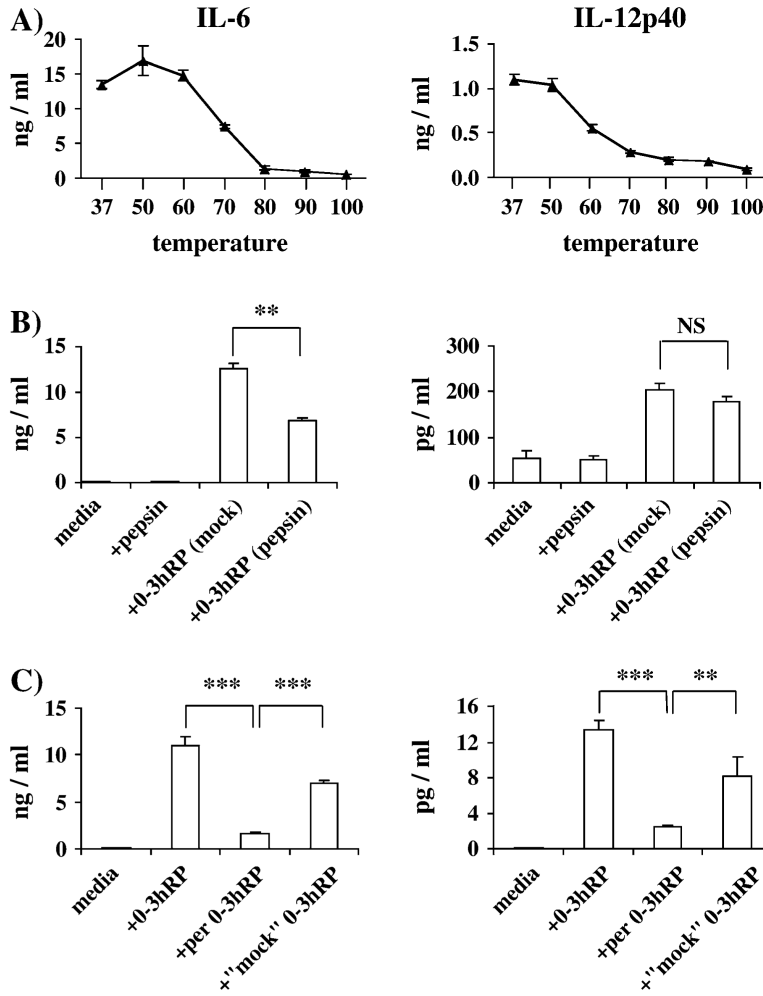 A)
IL-6
IL-12p40
ng / ml
20
15
10
5
0
37 50 60 70 80 90 100
temperature
ng / ml
1.5
1.0
0.5
0.0
37 50 60 70 80 90 100
temperature
B)
ng / ml
15
10
5
0
**
media
+pepsin
+0-3hRP (mock)
+0-3hRP (pepsin)
pg / ml
300
200
100
0
NS
media
+pepsin
+0-3hRP (mock)
+0-3hRP (pepsin)
C)
ng / ml
15
10
5
0
*** ***
media
+0-3hRP
+per 0-3hRP
+"mock" 0-3hRP
pg / ml
16
12
8
4
0
*** **
media
+0-3hRP
+per 0-3hRP
+"mock" 0-3hRP